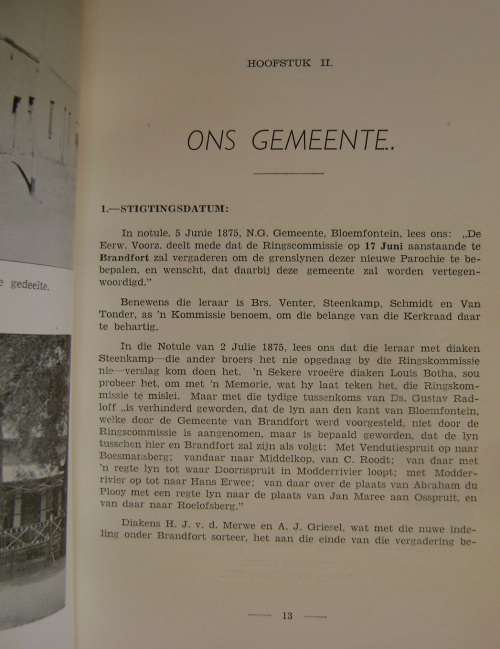 HOOFSTUK II.
ONS GEMEENTE.
1.—STIGTINGSDATUM:
In notule, 5 Junie 1875, N.G. Gemeente, Bloemfontein, lees ons: „De
Eerw. Voorz. deelt mede dat de Ringscommissie op 17 Juni aanstaande te
Brandfort zal vergaderen om de grenslynen dezer nieuwe Parochie te be-
bepalen, en wenscht, dat daarbij deze gemeente zal worden vertegen-
woordigd.”
Benewens die leraar is Brs. Venter, Steenkamp, Schmidt en Van
Tonder, as 'n Kommissie benoem, om die belange van die Kerkraad daar
te behartig.
In die Notule van 2 Julie 1875, lees ons dat die leraar met diaken
Steenkamp—die ander broers het nie opgedaag by die Ringskommissie
nie—verslag kom doen het. 'n Sekere vroeëre diaken Louis Botha, sou
probeer het, om met 'n Memorie, wat hy laat teken het, die Ringskom-
missie te mislei. Maar met die tydige tussenkoms van Ds. Gustav Rad-
loff „is verhinderd geworden, dat de lyn aan den kant van Bloemfontein,
welke door de Gemeente van Brandfort werd voorgesteld, niet door de
Ringscommissie is aangenomen, maar is bepaald geworden, dat de lyn
tusschen hier en Brandfort zal zijn als volgt: Met Vendutiespruit op naar
Boesmansberg; vandaar naar Middelkop, van C. Roodt; van daar met
'n regte lyn tot waar Doornspruit in Modderrivier loopt; met Modder-
rivier op tot naar Hans Erwee; van daar over de plaats van Abraham du
Plooy met een regte lyn naar de plaats van Jan Maree aan Osspruit, en
van daar naar Roelofsberg.”
Diakens H. J. v. d. Merwe en A. J. Griesel, wat met die nuwe inde-
ling onder Brandfort sorteer, het aan die einde van die vergadering be-
13
e gedeelte.